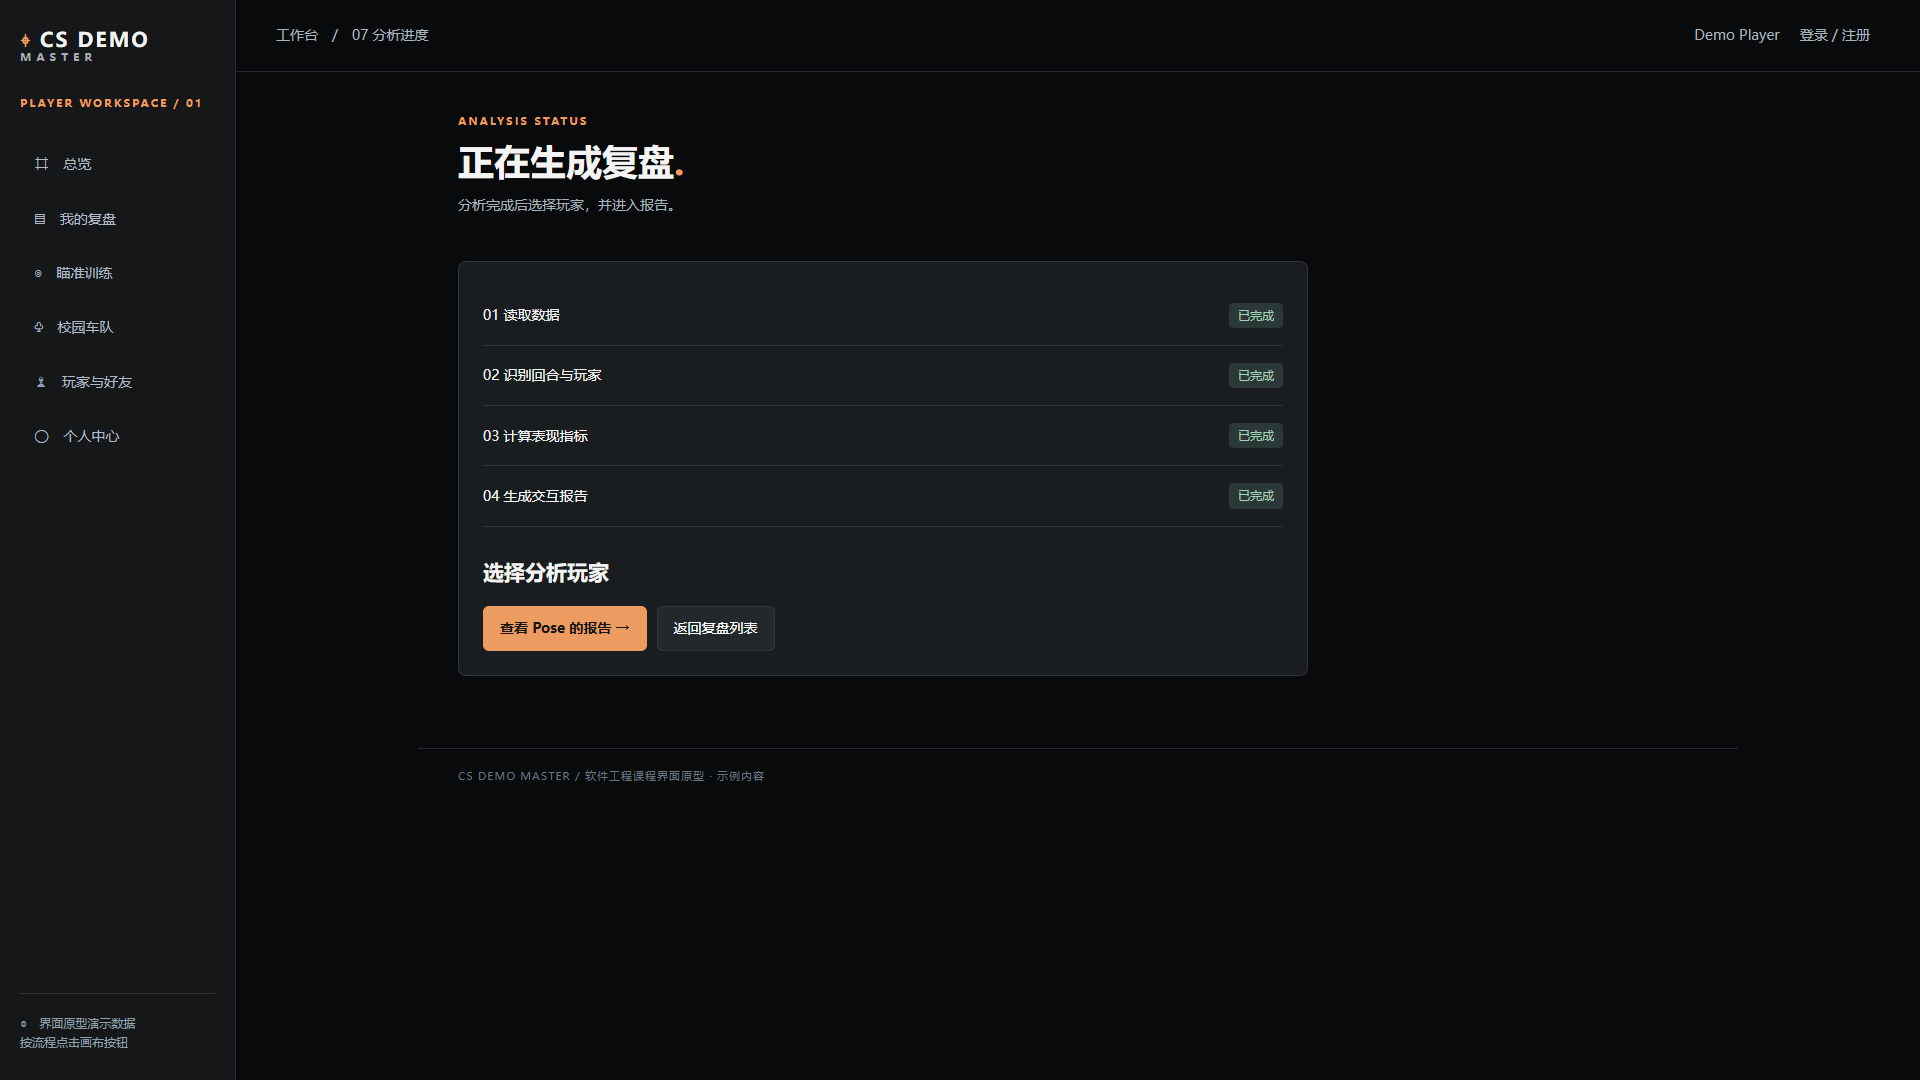 CS DEMO
MASTER
PLAYER WORKSPACE / 01
总览
我的复盘
瞄准训练
校园车队
玩家与好友
个人中心
界面原型演示数据
按流程点击画布按钮
工作台 / 07 分析进度
Demo Player 登录 / 注册
ANALYSIS STATUS
正在生成复盘.
分析完成后选择玩家，并进入报告。
01 读取数据 已完成
02 识别回合与玩家 已完成
03 计算表现指标 已完成
04 生成交互报告 已完成
选择分析玩家
查看 Pose 的报告 → 返回复盘列表
CS DEMO MASTER / 软件工程课程界面原型 · 示例内容